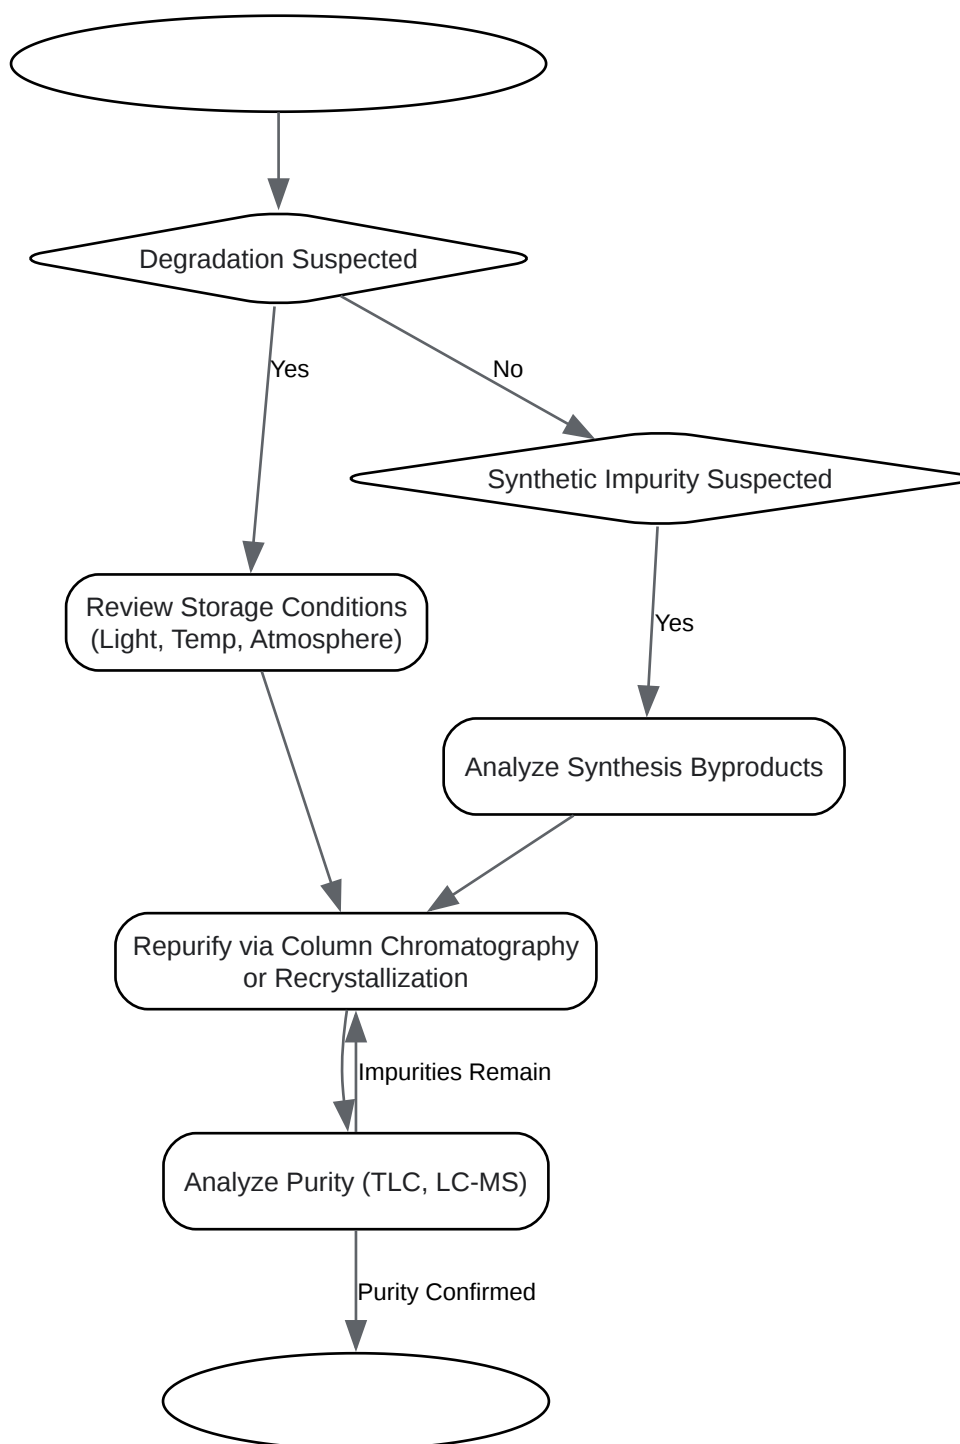 Degradation Suspected
Yes
No
Synthetic Impurity Suspected
Review Storage Conditions
(Light, Temp, Atmosphere)
Yes
Analyze Synthesis Byproducts
Repurify via Column Chromatography
or Recrystallization
Impurities Remain
Analyze Purity (TLC, LC-MS)
Purity Confirmed